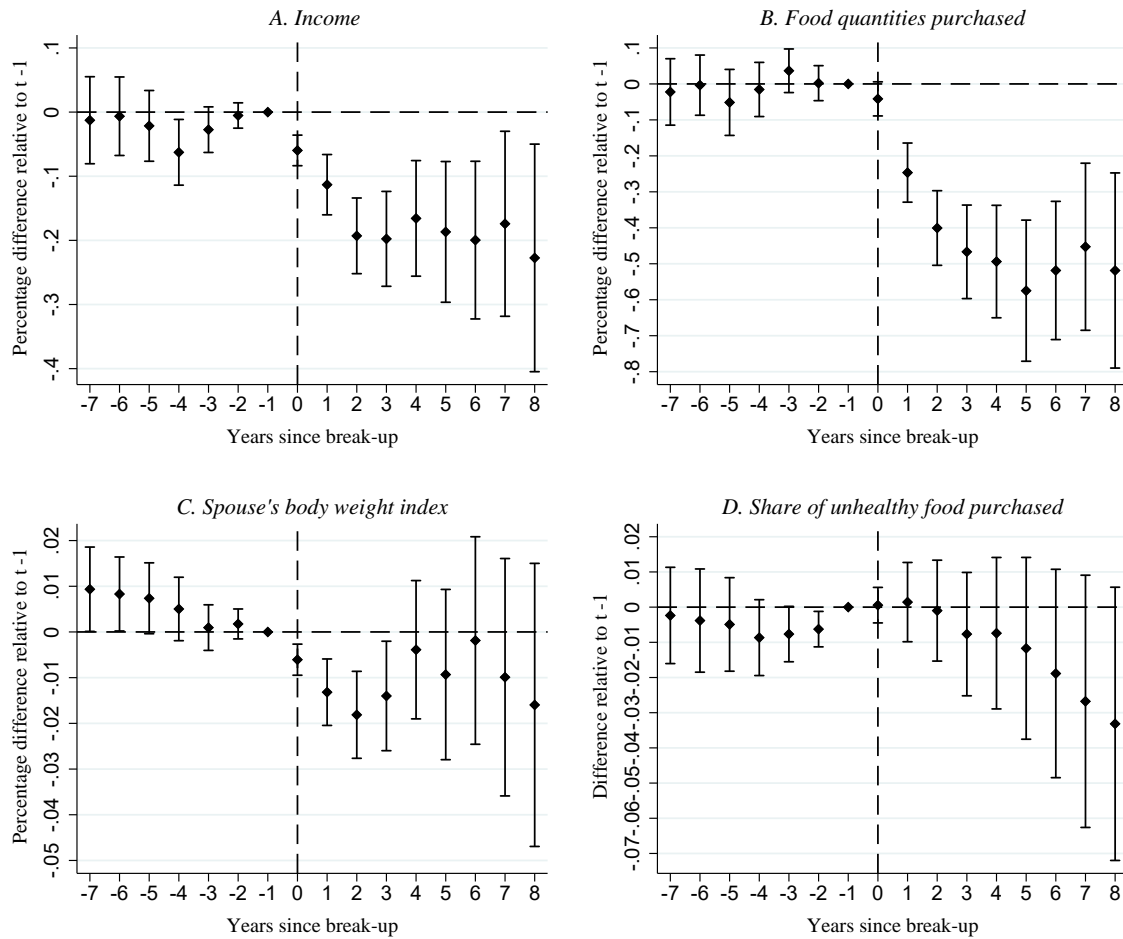 A. Income
Percentage difference relative to t -1
.1
0
-.1
-.2
-.3
-.4
-7 -6 -5 -4 -3 -2 -1 0 1 2 3 4 5 6 7 8
Years since break-up
B. Food quantities purchased
Percentage difference relative to t -1
.1
0
-.1
-.2
-.3
-.4
-.5
-.6
-.7
-.8
-7 -6 -5 -4 -3 -2 -1 0 1 2 3 4 5 6 7 8
Years since break-up
C. Spouse's body weight index
Percentage difference relative to t -1
.02
.01
0
-.01
-.02
-.03
-.04
-.05
-7 -6 -5 -4 -3 -2 -1 0 1 2 3 4 5 6 7 8
Years since break-up
D. Share of unhealthy food purchased
Difference relative to t -1
.02
.01
0
-.01
-.02
-.03
-.04
-.05
-.06
-.07
-7 -6 -5 -4 -3 -2 -1 0 1 2 3 4 5 6 7 8
Years since break-up